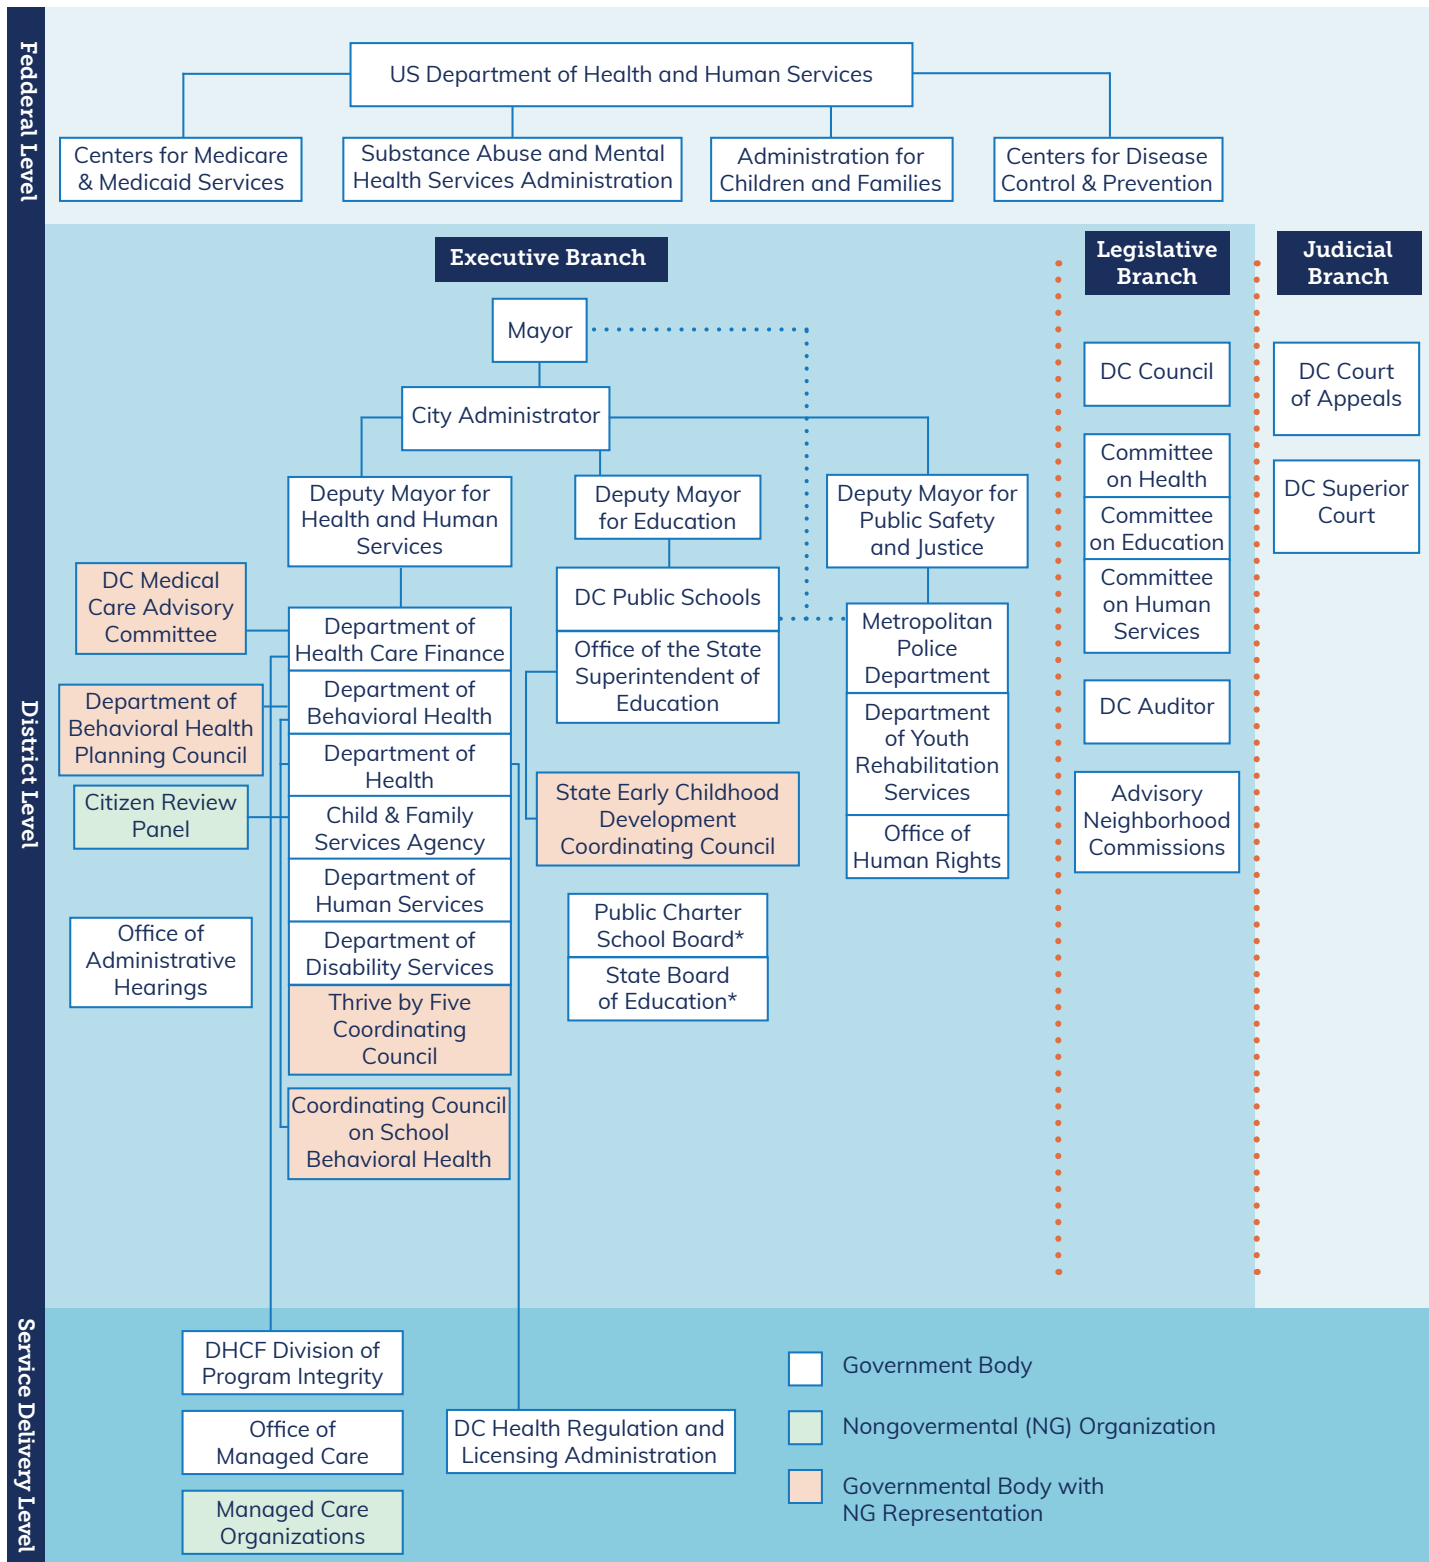 Federal Level
US Department of Health and Human Services
Centers for Medicare
& Medicaid Services
Substance Abuse and Mental
Health Services Administration
Administration for
Children and Families
Centers for Disease
Control & Prevention
District Level
Executive Branch
Mayor
City Administrator
Deputy Mayor for
Health and Human
Services
Deputy Mayor
for Education
Deputy Mayor for
Public Safety
and Justice
DC Medical
Care Advisory
Committee
Department of
Behavioral Health
Planning Council
Citizen Review
Panel
Office of
Administrative
Hearings
Department of
Health Care Finance
Department of
Behavioral Health
Department of
Health
Child & Family
Services Agency
Department of
Human Services
Department of
Disability Services
Thrive by Five
Coordinating
Council
Coordinating Council
on School
Behavioral Health
DC Public Schools
Office of the State
Superintendent of
Education
State Early Childhood
Development
Coordinating Council
Public Charter
School Board*
State Board
of Education*
Metropolitan
Police
Department
Department
of Youth
Rehabilitation
Services
Office of
Human Rights
Legislative
Branch
DC Council
Committee
on Health
Committee
on Education
Committee
on Human
Services
DC Auditor
Advisory
Neighborhood
Commissions
Judicial
Branch
DC Court
of Appeals
DC Superior
Court
Service Delivery Level
DHCF Division of
Program Integrity
Office of
Managed Care
Managed Care
Organizations
DC Health Regulation and
Licensing Administration
Government Body
Nongovermental (NG) Organization
Governmental Body with
NG Representation